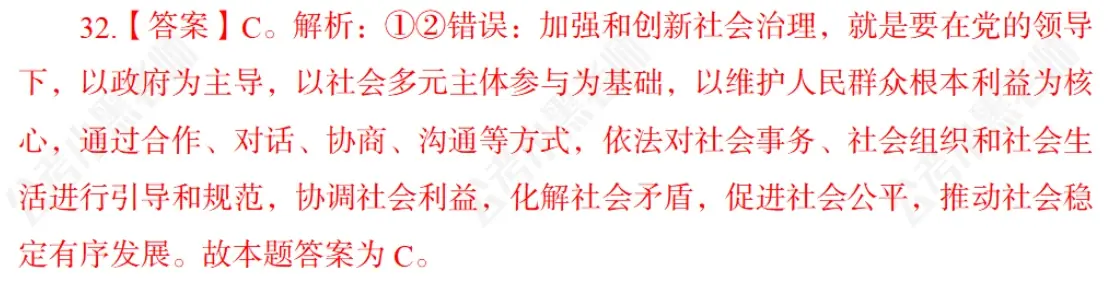 32.【答案】C。解析：①②错误：加强和创新社会治理，就是要在党的领导
下，以政府为主导，以社会多元主体参与为基础，以维护人民群众根本利益为核
心，通过合作、对话、协商、沟通等方式，依法对社会事务、社会组织和社会生
活进行引导和规范，协调社会利益，化解社会矛盾，促进社会公平，推动社会稳
定有序发展。故本题答案为 C。